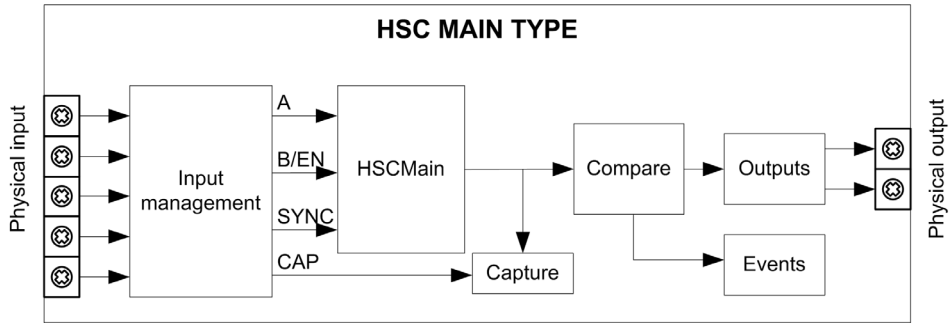 HSC MAIN TYPE
Physical input
Input
management
A
B/EN
SYNC
CAP
HSCMain
Capture
Compare
Outputs
Events
Physical output